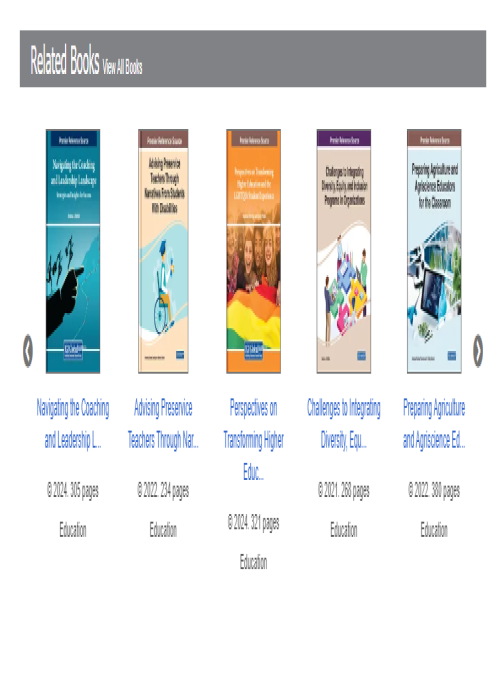 Related Books View All Books
Premier Reference Source
Navigating the Coaching
and Leadership Landscape
Premier Reference Source
Advising Preservice
Teachers Through
Narratives From Students
With Disabilities
Premier Reference Source
Perspectives on Transforming
Higher Education and the
LGBTQIA Student Experience
Premier Reference Source
Challenges to Integrating
Diversity, Equity, and Inclusion
Programs in Organizations
Premier Reference Source
Preparing Agriculture and
Agriscience Educators
for the Classroom
Navigating the Coaching
and Leadership L...
© 2024. 305 pages
Education
Advising Preservice
Teachers Through Nar...
© 2022. 234 pages
Education
Perspectives on
Transforming Higher
Educ...
© 2024. 321 pages
Education
Challenges to Integrating
Diversity, Equ...
© 2021. 268 pages
Education
Preparing Agriculture
and Agriscience Ed...
© 2022. 380 pages
Education